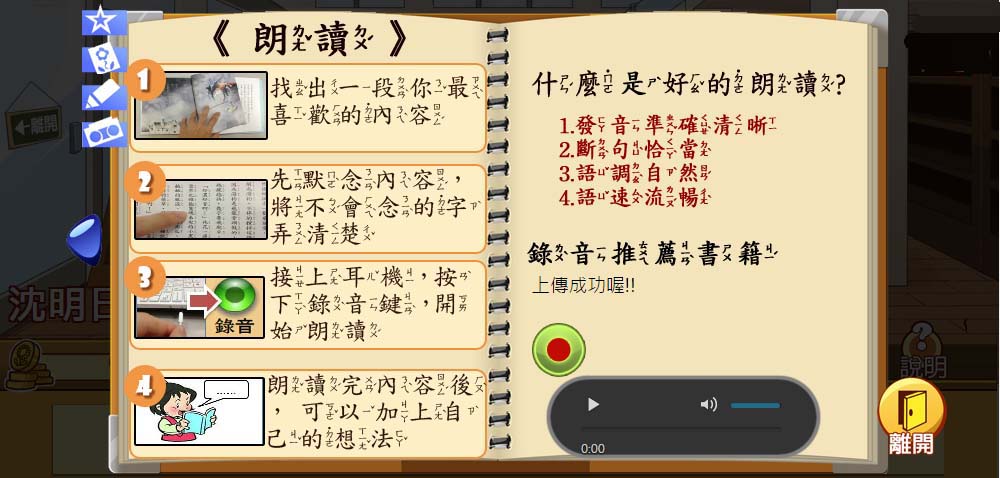 《 朗讀 》
1
找出一段你最
喜歡的內容
2
先默念內容，
將不會念的字
弄清楚
3
錄音
接上耳機，按
下錄音鍵，開
始朗讀
4
......
朗讀完內容後
，可以加上自
己的想法
什麼是好的朗讀?
1.發音準確清晰
2.斷句恰當
3.語調自然
4.語速流暢
錄音推薦書籍
上傳成功喔!!
0:00
離開
沈明日
說明
離開